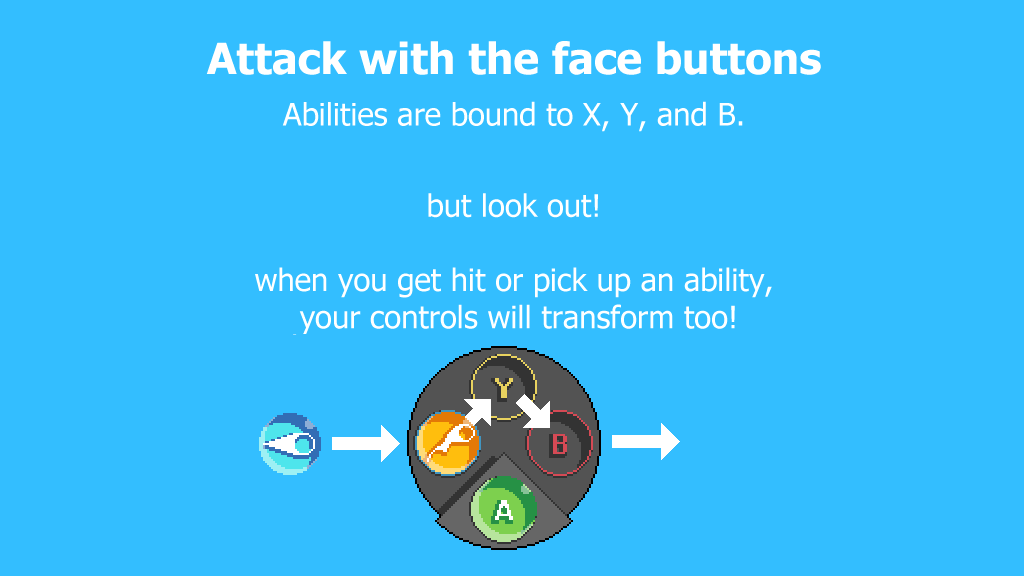 Attack with the face buttons
Abilities are bound to X, Y, and B.
but look out!
when you get hit or pick up an ability,
your controls will transform too!
Y
B
A